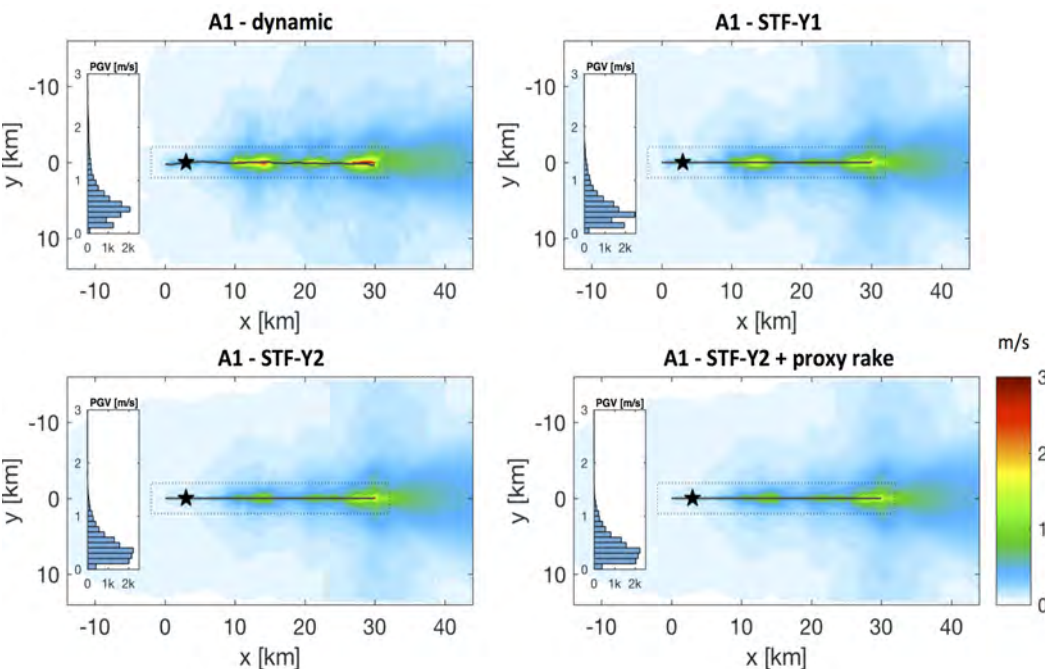 A1 - dynamic
A1 - STF-Y1
PGV [m/s]
3
2
1
0
0 1k 2k
y [km]
-10
0
10
-10 0 10 20 30 40
x [km]
PGV [m/s]
3
2
1
0
0 1k 2k
y [km]
-10
0
10
-10 0 10 20 30 40
x [km]
A1 - STF-Y2
A1 - STF-Y2 + proxy rake
PGV [m/s]
3
2
1
0
0 1k 2k
y [km]
-10
0
10
-10 0 10 20 30 40
x [km]
PGV [m/s]
3
2
1
0
0 1k 2k
y [km]
-10
0
10
-10 0 10 20 30 40
x [km]
m/s
3
2
1
0